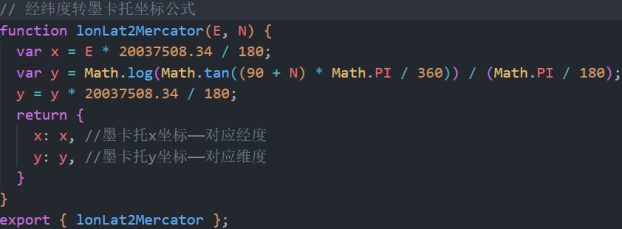 // 经纬度转墨卡托坐标公式
function lonLat2Mercator(E, N) {
var x = E * 20037508.34 / 180;
var y = Math.log(Math.tan((90 + N) * Math.PI / 360)) / (Math.PI / 180);
y = y * 20037508.34 / 180;
return {
x: x, //墨卡托x坐标——对应经度
y: y, //墨卡托y坐标——对应维度
}
}
export { lonLat2Mercator };